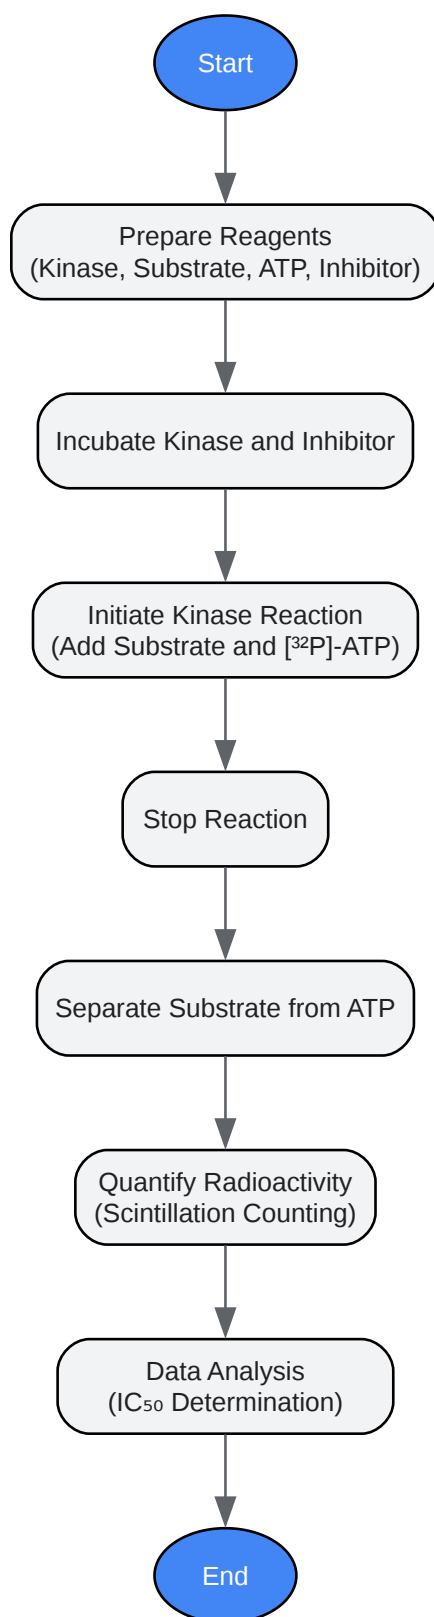 Start
Prepare Reagents
(Kinase, Substrate, ATP, Inhibitor)
Incubate Kinase and Inhibitor
Initiate Kinase Reaction
(Add Substrate and [³²P]-ATP)
Stop Reaction
Separate Substrate from ATP
Quantify Radioactivity
(Scintillation Counting)
Data Analysis
(IC₅₀ Determination)
End